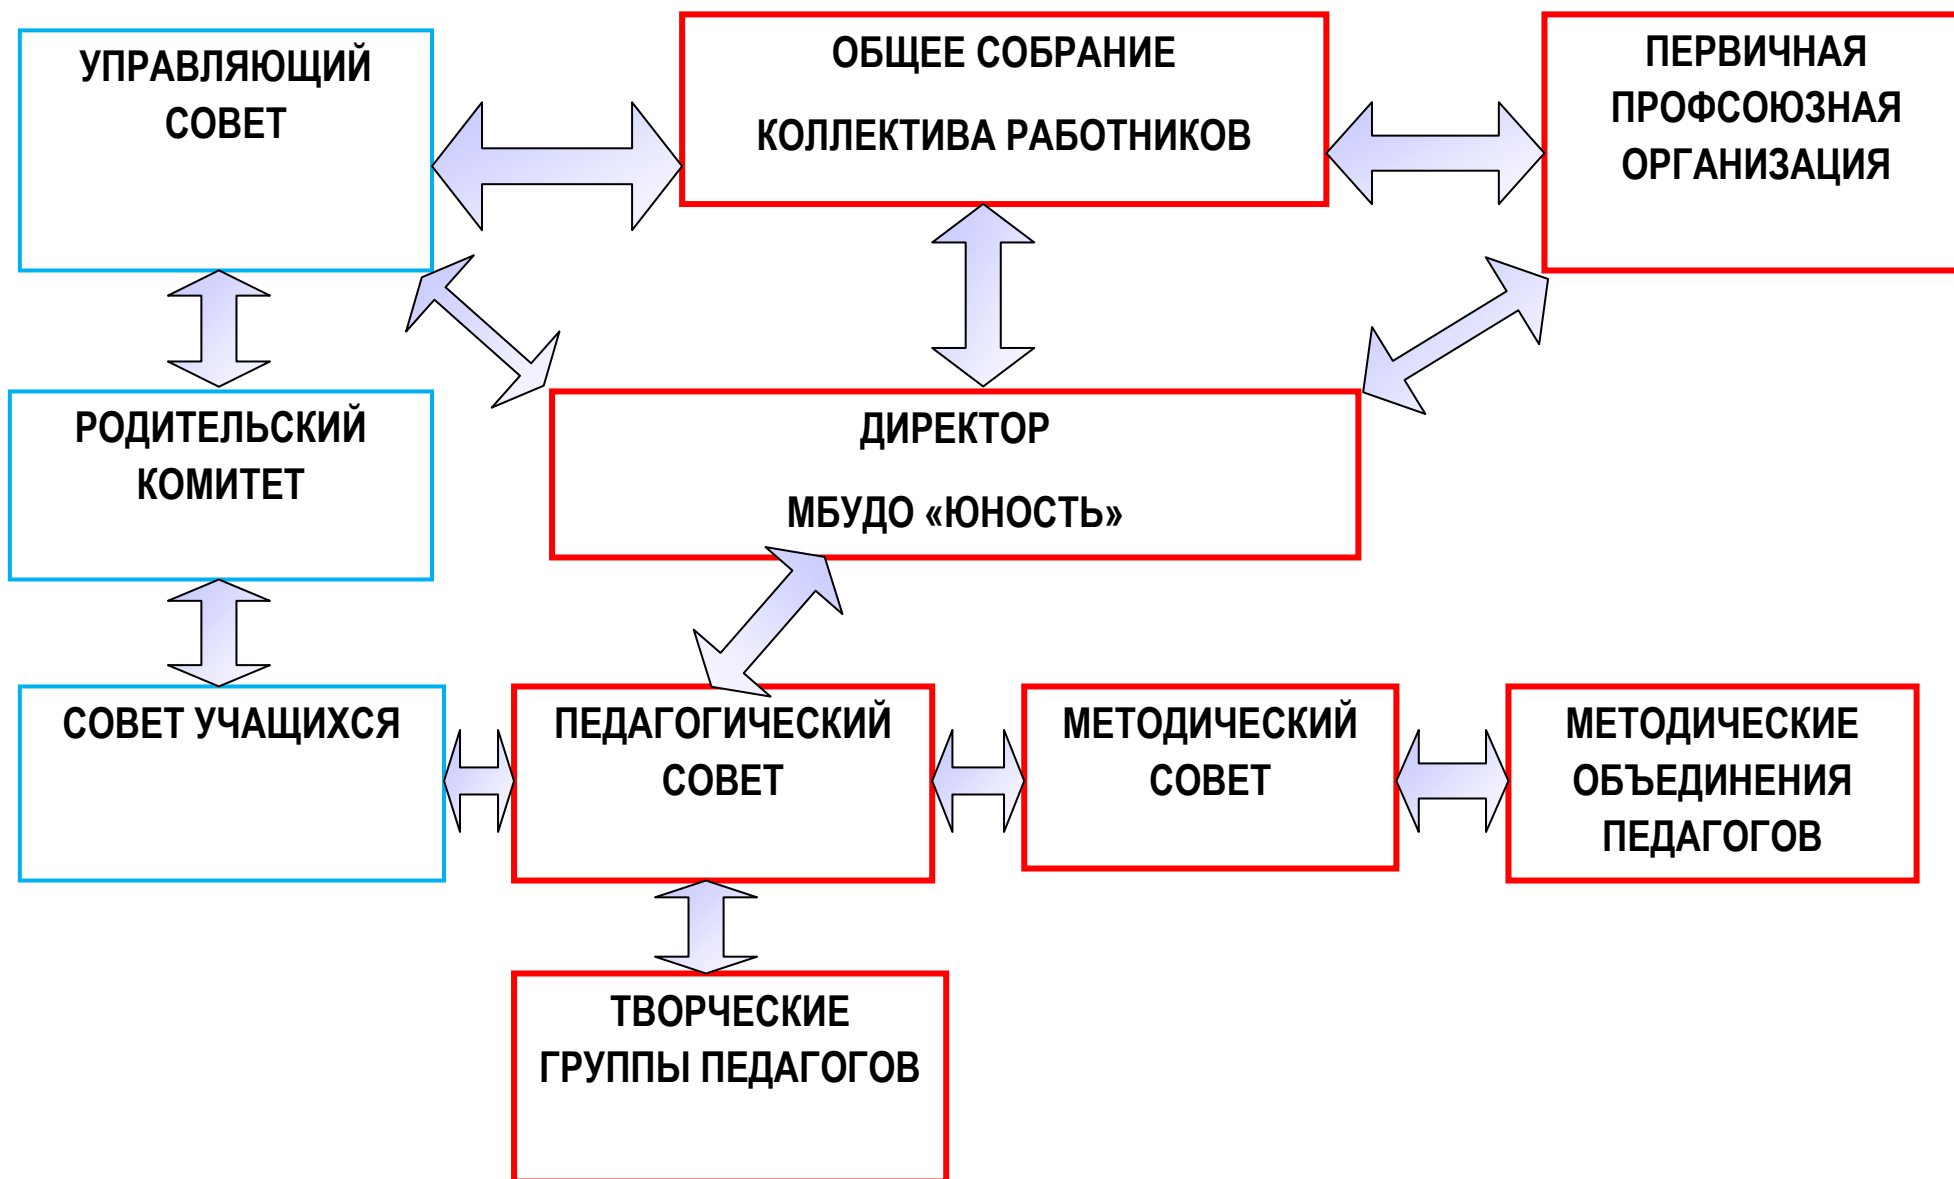 УПРАВЛЯЮЩИЙ
СОВЕТ
ОБЩЕЕ СОБРАНИЕ
КОЛЛЕКТИВА РАБОТНИКОВ
ПЕРВИЧНАЯ
ПРОФСОЮЗНАЯ
ОРГАНИЗАЦИЯ
РОДИТЕЛЬСКИЙ
КОМИТЕТ
ДИРЕКТОР
МБУДО «ЮНОСТЬ»
СОВЕТ УЧАЩИХСЯ
ПЕДАГОГИЧЕСКИЙ
СОВЕТ
МЕТОДИЧЕСКИЙ
СОВЕТ
МЕТОДИЧЕСКИЕ
ОБЪЕДИНЕНИЯ
ПЕДАГОГОВ
ТВОРЧЕСКИЕ
ГРУППЫ ПЕДАГОГОВ